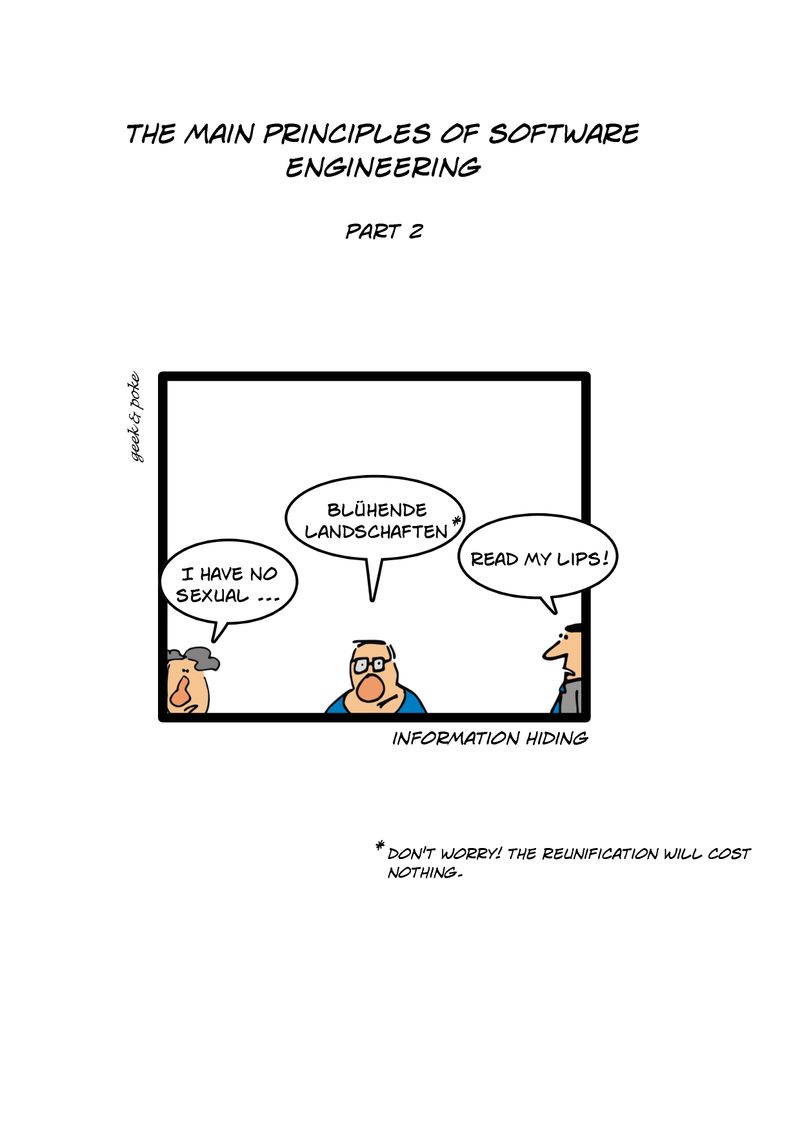 THE MAIN PRINCIPLES OF SOFTWARE
ENGINEERING
PART 2
geek & poke
I HAVE NO
SEXUAL ...
BLÜHENDE
LANDSCHAFTEN*
READ MY LIPS!
INFORMATION HIDING
* DON'T WORRY! THE REUNIFICATION WILL COST
NOTHING.